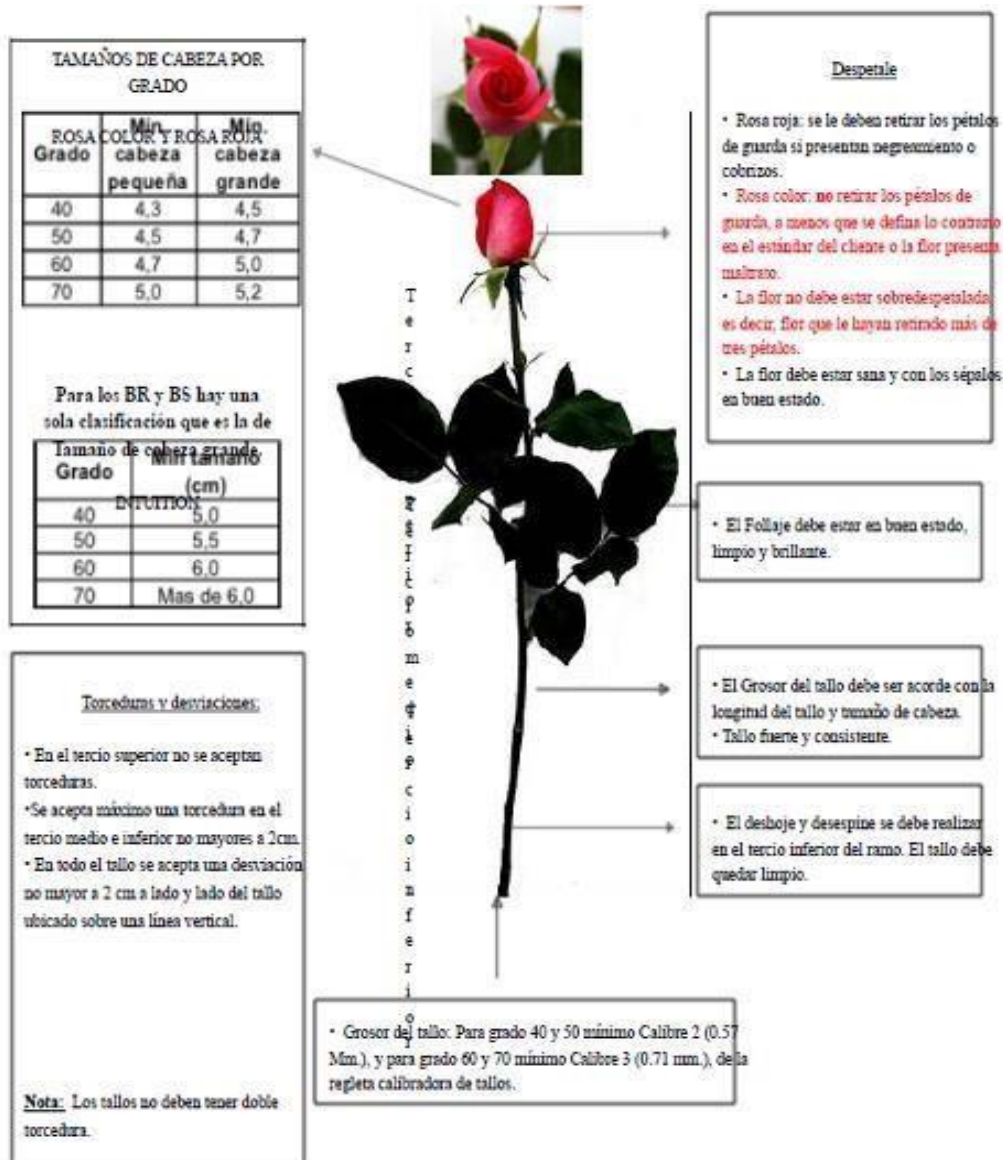 TAMAÑOS DE CABEZA POR
GRADO
ROSA COLOR Y ROSA ROJA.
Grado Min cabeza pequeña Min cabeza grande
40 4,3 4,5
50 4,5 4,7
60 4,7 5,0
70 5,0 5,2
Para los BR y BS hay una
sola clasificación que es la de
Tamaño de cabeza grande.
INTUITION
Grado Min tamaño (cm)
40 5,0
50 5,5
60 6,0
70 Mas de 6,0
Torceduras y desviaciones:
• En el tercio superior no se aceptan
torceduras.
•Se acepta máximo una torcedura en el
tercio medio e inferior no mayores a 2cm.
• En todo el tallo se acepta una desviación
no mayor a 2 cm a lado y lado del tallo
ubicado sobre una línea vertical.
Nota: Los tallos no deben tener doble
torcedura.
Despetale
• Rosa roja: se le deben retirar los pétalos
de guarda si presentan negreamiento o
cobrizos.
• Rosa color: no retirar los pétalos de
guarda, a menos que se defina lo contrario
en el estándar del cliente o la flor presenta
maltrato.
• La flor no debe estar sobredespetalada
es decir, flor que le hayan retirado más de
tres pétalos.
• La flor debe estar sana y con los sépalos
en buen estado.
• El Follaje debe estar en buen estado,
limpio y brillante.
• El Grosor del tallo debe ser acorde con la
longitud del tallo y tamaño de cabeza.
• Tallo fuerte y consistente.
• El deshoje y desespine se debe realizar
en el tercio inferior del ramo. El tallo debe
quedar limpio.
• Grosor del tallo: Para grado 40 y 50 mínimo Calibre 2 (0.57
Mm.), y para grado 60 y 70 mínimo Calibre 3 (0.71 mm.), de la
regleta calibradora de tallos.